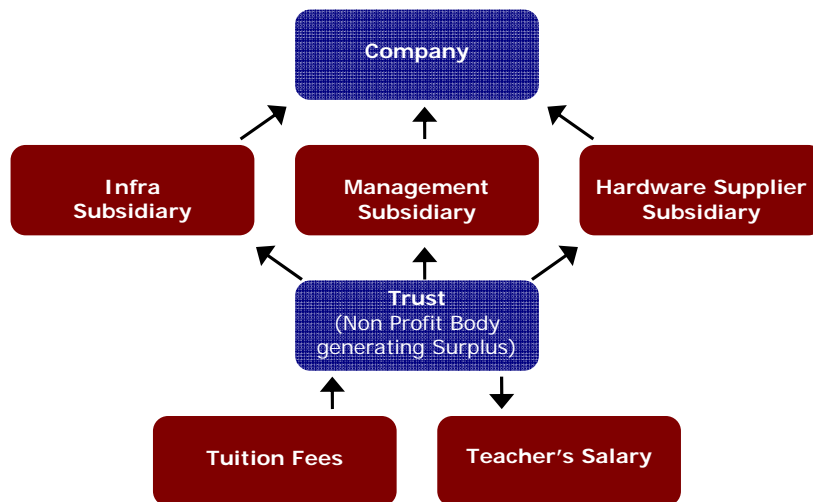 Company
Infra
Subsidiary
Management
Subsidiary
Hardware Supplier
Subsidiary
Trust
(Non Profit Body
generating Surplus)
Tuition Fees
Teacher's Salary